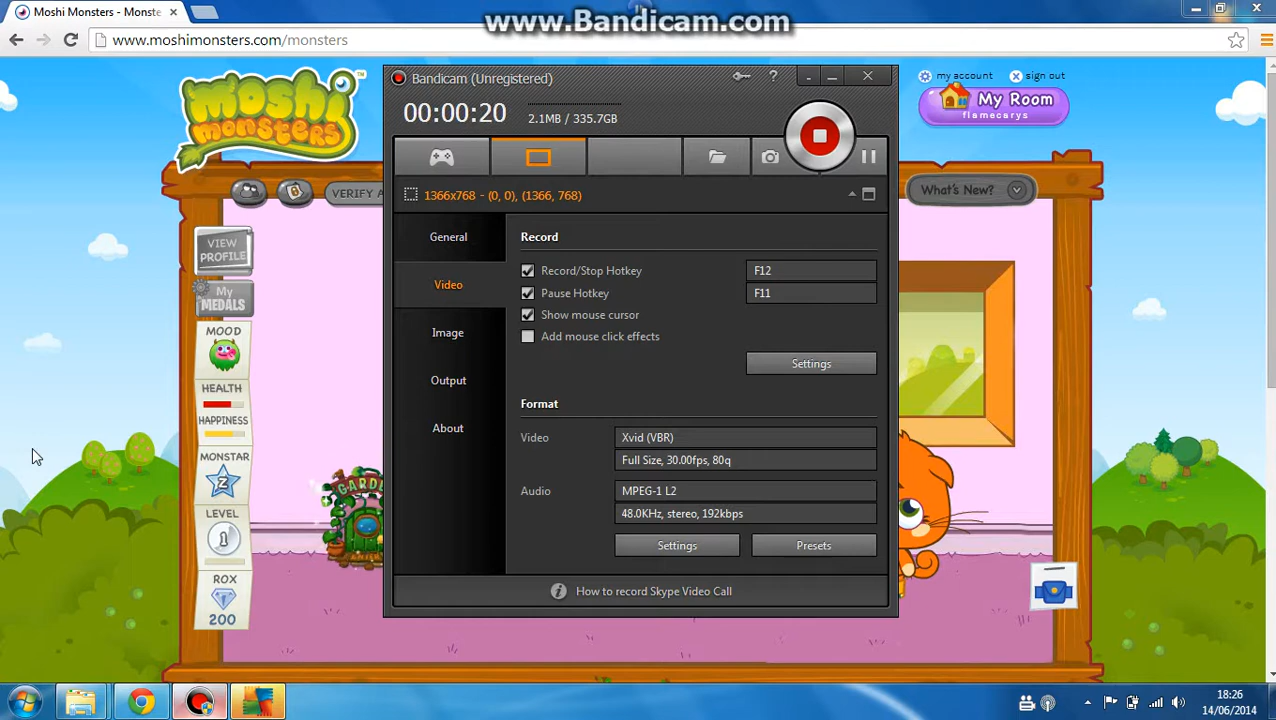 Moshi Monsters - Monste
www.Bandicam.com
www.moshimonsters.com/monsters
moshi monsters
my account
sign out
My Room
flamecarys
VERIFY A
What's New?
VIEW
PROFILE
My
MEDALS
MOOD
HEALTH
HAPPINESS
MONSTAR
LEVEL
1
ROX
200
GARD
Bandicam (Unregistered)
00:00:20
2.1MB / 335.7GB
1366x768 - (0, 0), (1366, 768)
General
Video
Image
Output
About
Record
Record/Stop Hotkey F12
Pause Hotkey F11
Show mouse cursor
Add mouse click effects
Settings
Format
Video Xvid (VBR)
Full Size, 30.00fps, 80q
Audio MPEG-1 L2
48.0KHz, stereo, 192kbps
Settings Presets
How to record Skype Video Call
18:26
14/06/2014